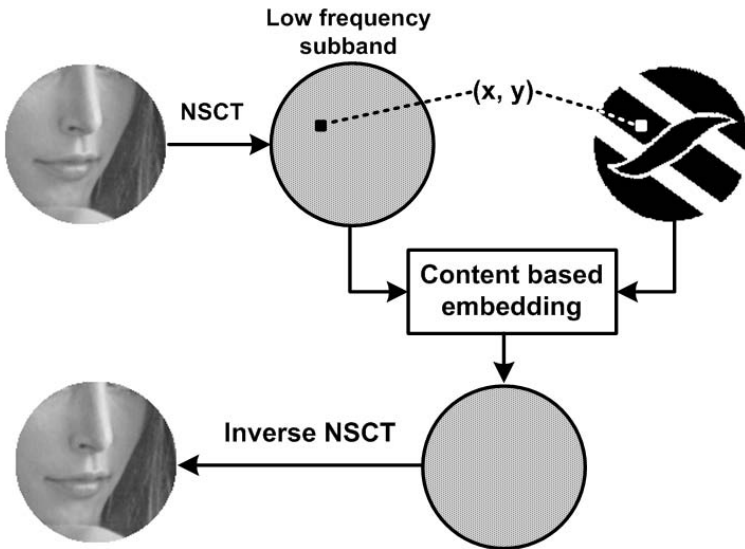 Low frequency
subband
NSCT
(x, y)
Content based
embedding
Inverse NSCT